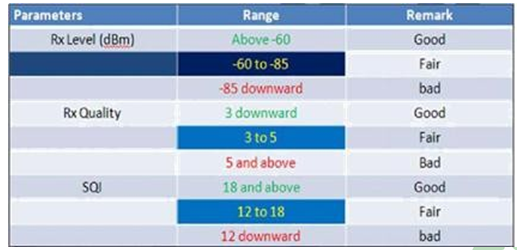 Parameters Range Remark
Rx Level (dBm) Above -60 Good
-60 to -85 Fair
-85 downward bad
Rx Quality 3 downward Good
3 to 5 Fair
5 and above Bad
SQI 18 and above Good
12 to 18 Fair
12 downward bad